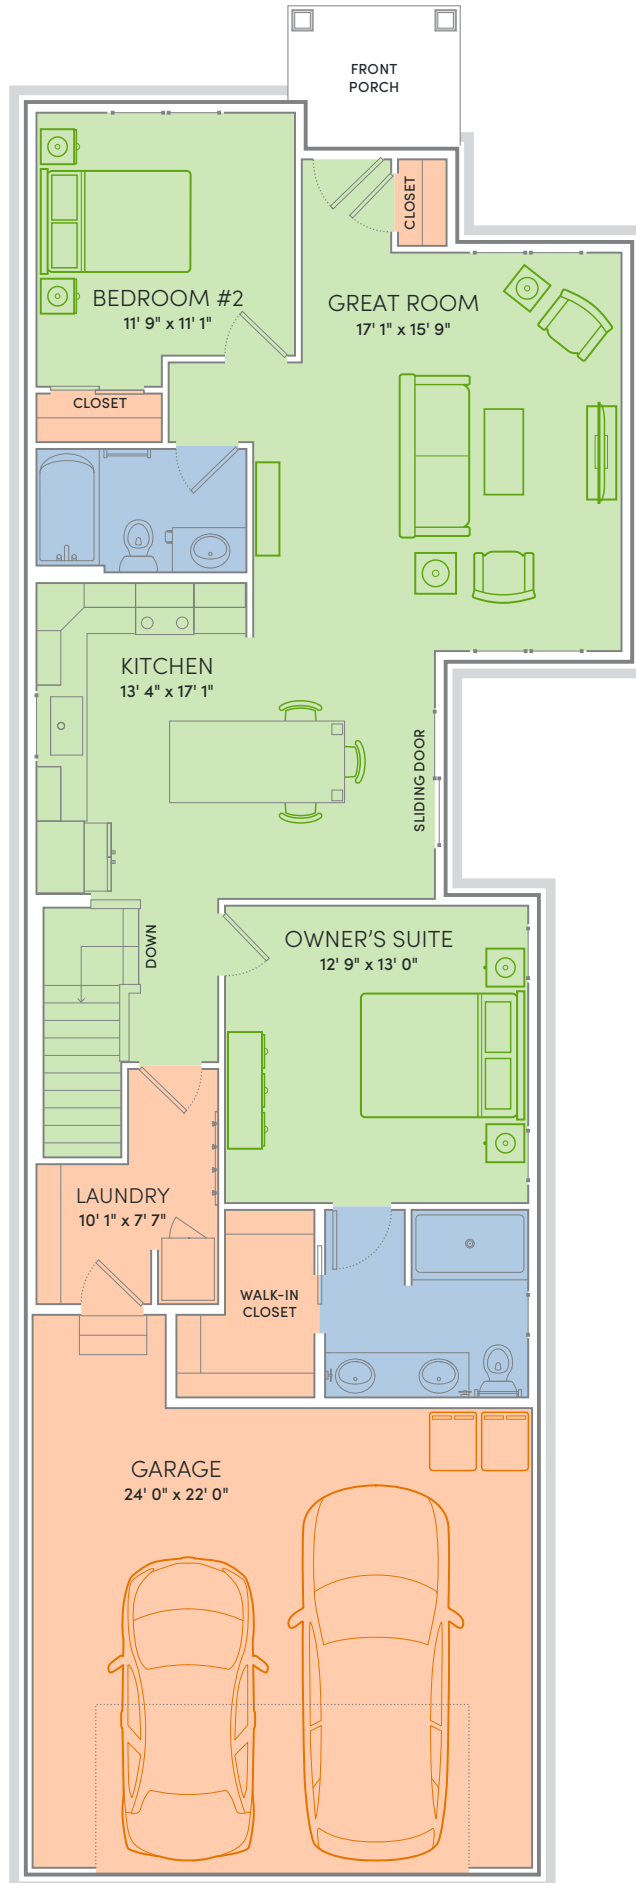 FRONT
PORCH
CLOSET
BEDROOM #2
11' 9" x 11' 1"
GREAT ROOM
17' 1" x 15' 9"
CLOSET
KITCHEN
13' 4" x 17' 1"
SLIDING DOOR
DOWN
OWNER'S SUITE
12' 9" x 13' 0"
LAUNDRY
10' 1" x 7' 7"
WALK-IN
CLOSET
GARAGE
24' 0" x 22' 0"